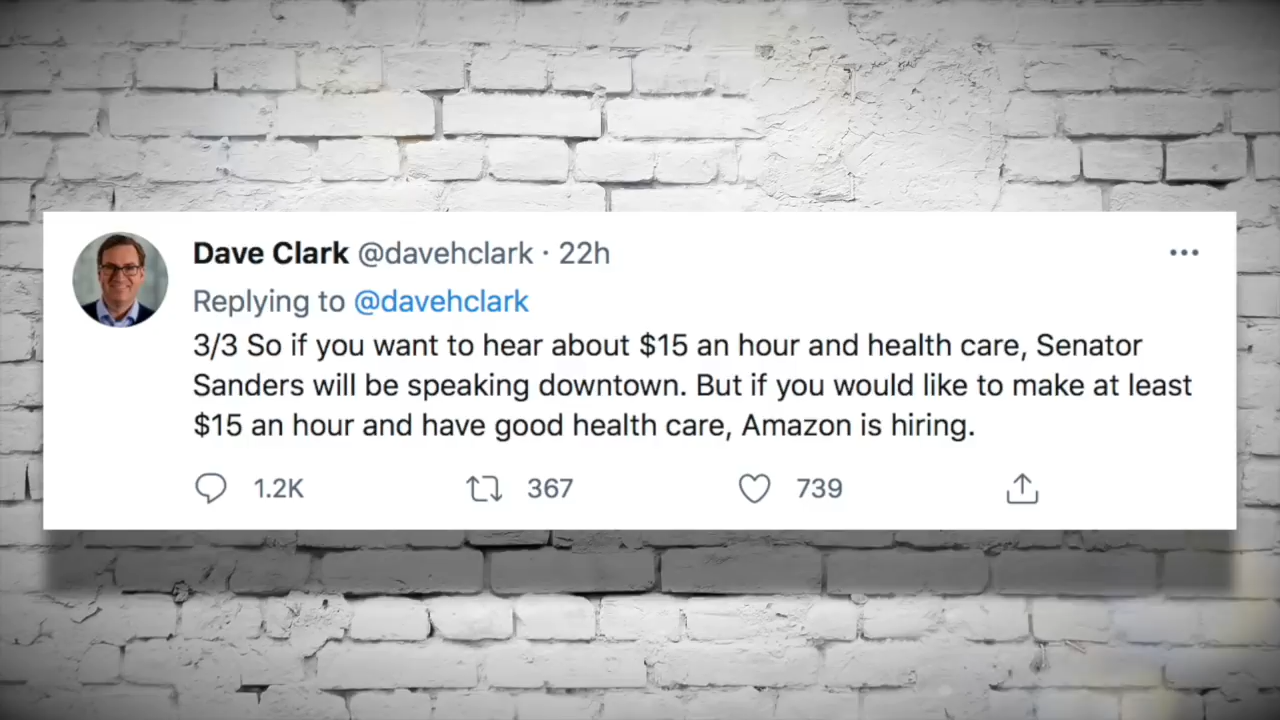 Dave Clark @davehclark · 22h
Replying to @davehclark
3/3 So if you want to hear about $15 an hour and health care, Senator
Sanders will be speaking downtown. But if you would like to make at least
$15 an hour and have good health care, Amazon is hiring.
1.2K 367 739